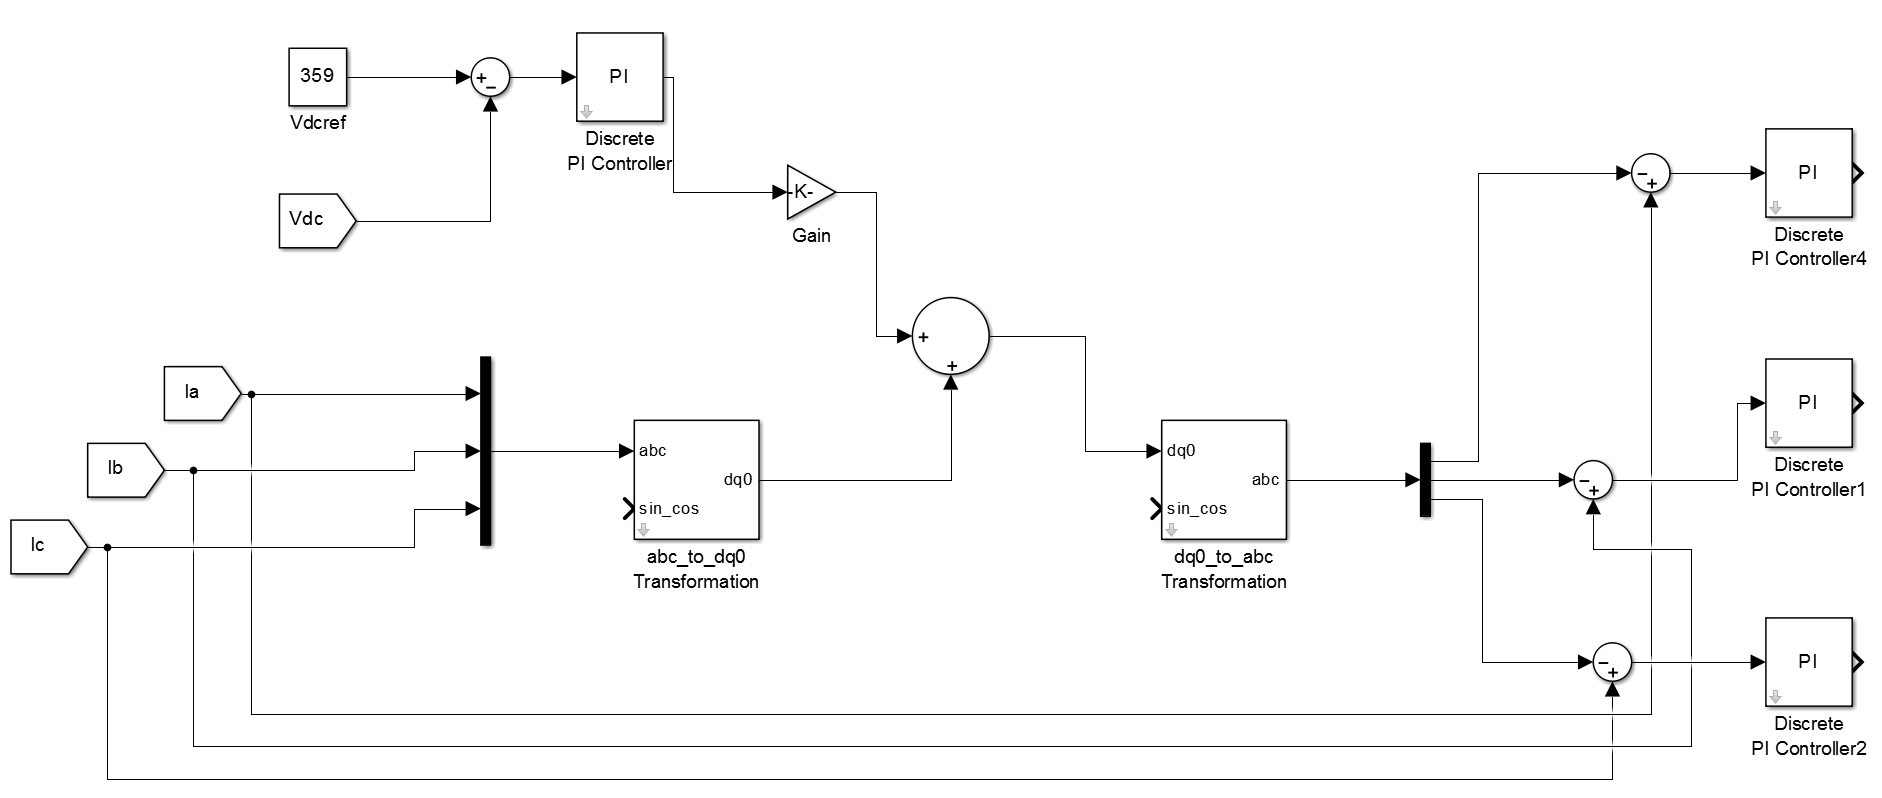 359
Vdcref
+
−
PI
Discrete
PI Controller
Vdc
-K-
Gain
−
+
PI
Discrete
PI Controller4
+
+
Ia
Ib
Ic
abc
dq0
sin_cos
abc_to_dq0
Transformation
dq0
abc
sin_cos
dq0_to_abc
Transformation
−
+
PI
Discrete
PI Controller1
−
+
PI
Discrete
PI Controller2